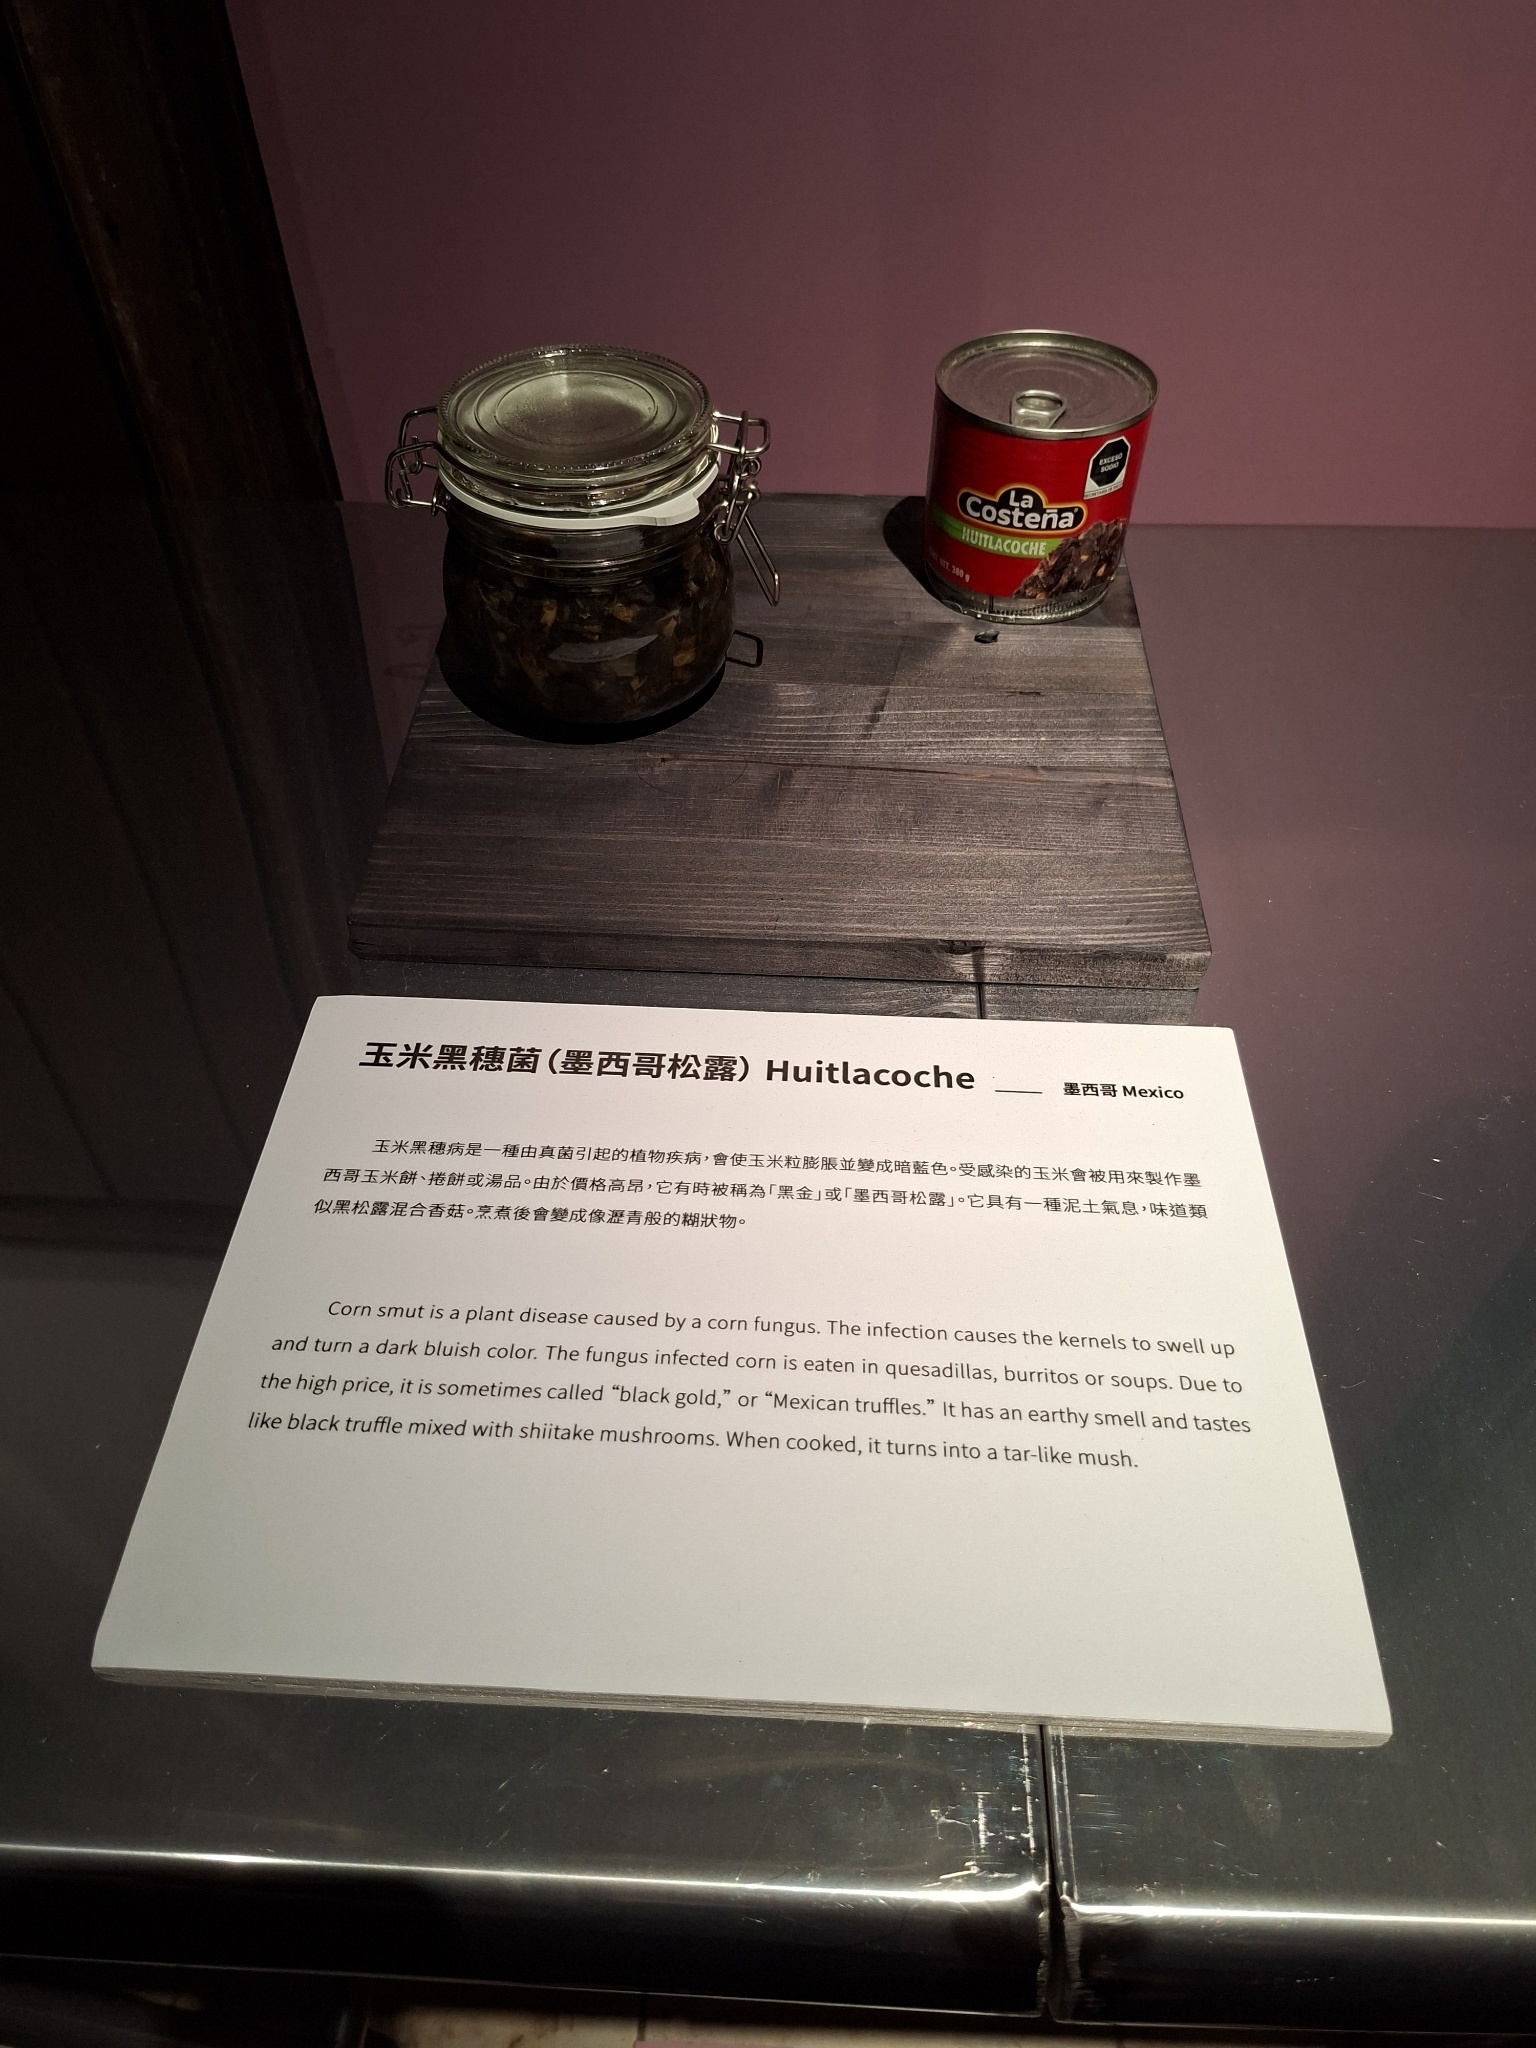 EXCESO
SODIO
SECRETARÍA DE SALUD
La
Costeña
HUITLACOCHE
CONT. NET. 380 g
玉米黑穗菌（墨西哥松露） Huitlacoche ____ 墨西哥 Mexico
玉米黑穗病是一種由真菌引起的植物疾病，會使玉米粒膨脹並變成暗藍色。受感染的玉米會被用來製作墨
西哥玉米餅、捲餅或湯品。由於價格高昂，它有時被稱為「黑金」或「墨西哥松露」。它具有一種泥土氣息，味道類
似黑松露混合香菇。烹煮後會變成像瀝青般的糊狀物。
Corn smut is a plant disease caused by a corn fungus. The infection causes the kernels to swell up
and turn a dark bluish color. The fungus infected corn is eaten in quesadillas, burritos or soups. Due to
the high price, it is sometimes called “black gold,” or “Mexican truffles.” It has an earthy smell and tastes
like black truffle mixed with shiitake mushrooms. When cooked, it turns into a tar-like mush.